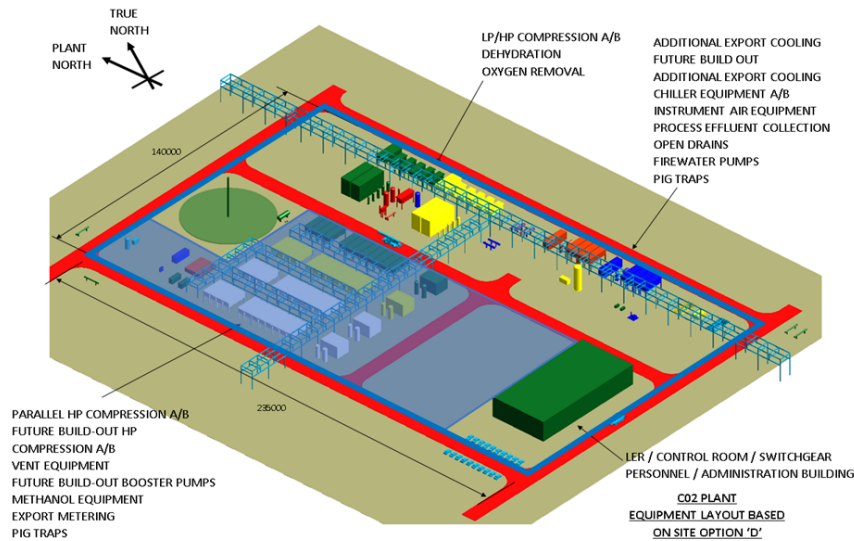 TRUE
NORTH
PLANT
NORTH
LP/HP COMPRESSION A/B
DEHYDRATION
OXYGEN REMOVAL
ADDITIONAL EXPORT COOLING
FUTURE BUILD OUT
ADDITIONAL EXPORT COOLING
CHILLER EQUIPMENT A/B
INSTRUMENT AIR EQUIPMENT
PROCESS EFFLUENT COLLECTION
OPEN DRAINS
FIREWATER PUMPS
PIG TRAPS
140000
235000
PARALLEL HP COMPRESSION A/B
FUTURE BUILD-OUT HP
COMPRESSION A/B
VENT EQUIPMENT
FUTURE BUILD-OUT BOOSTER PUMPS
METHANOL EQUIPMENT
EXPORT METERING
PIG TRAPS
LER / CONTROL ROOM / SWITCHGEAR
PERSONNEL / ADMINISTRATION BUILDING
C02 PLANT
EQUIPMENT LAYOUT BASED
ON SITE OPTION 'D'